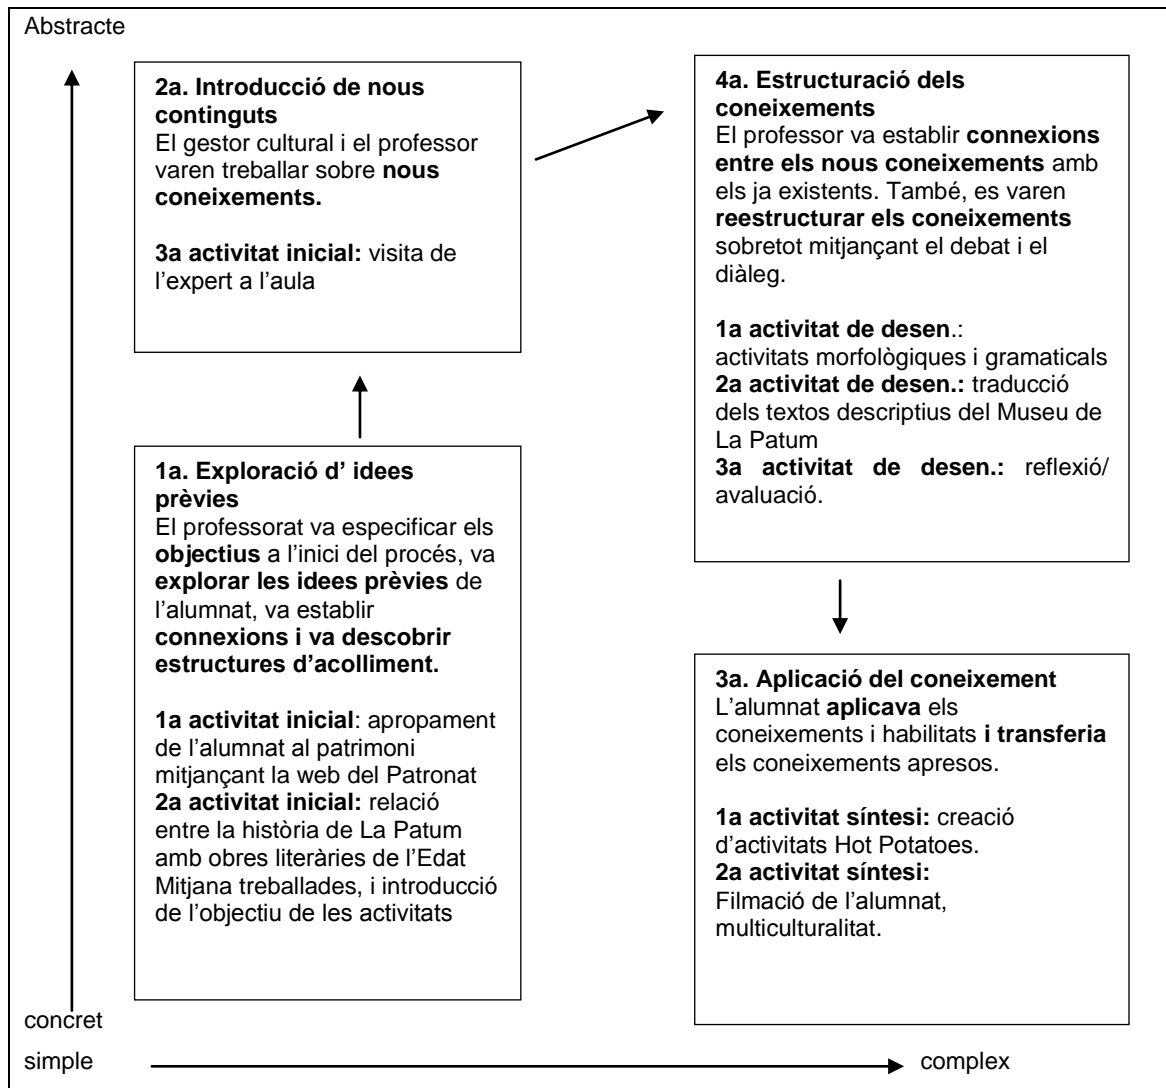 Abstracte
2a. Introducció de nous
continguts
El gestor cultural i el professor
varen treballar sobre nous
coneixements.
3a activitat inicial: visita de
l’expert a l’aula
4a. Estructuració dels
coneixements
El professor va establir connexions
entre els nous coneixements amb
els ja existents. També, es varen
reestructurar els coneixements
sobretot mitjançant el debat i el
diàleg.
1a activitat de desen.:
activitats morfològiques i gramaticals
2a activitat de desen.: traducció
dels textos descriptius del Museu de
La Patum
3a activitat de desen.: reflexió/
avaluació.
1a. Exploració d’ idees
prèvies
El professorat va especificar els
objectius a l’inici del procés, va
explorar les idees prèvies de
l’alumnat, va establir
connexions i va descobrir
estructures d’acolliment.
1a activitat inicial: apropament
de l’alumnat al patrimoni
mitjançant la web del Patronat
2a activitat inicial: relació
entre la història de La Patum
amb obres literàries de l’Edat
Mitjana treballades, i introducció
de l’objectiu de les activitats
3a. Aplicació del coneixement
L’alumnat aplicava els
coneixements i habilitats i transferia
els coneixements apresos.
1a activitat síntesi: creació
d’activitats Hot Potatoes.
2a activitat síntesi:
Filmació de l’alumnat,
multiculturalitat.
concret
simple
complex